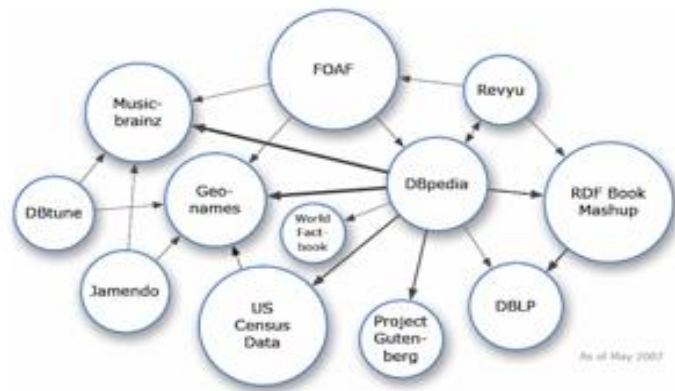 FOAF
Revyu
Music-
brainz
DBpedia
RDF Book
Mashup
Geo-
names
DBtune
World
Fact-
book
Jamendo
US
Census
Data
Project
Guten-
berg
DBLP
As of May 2007